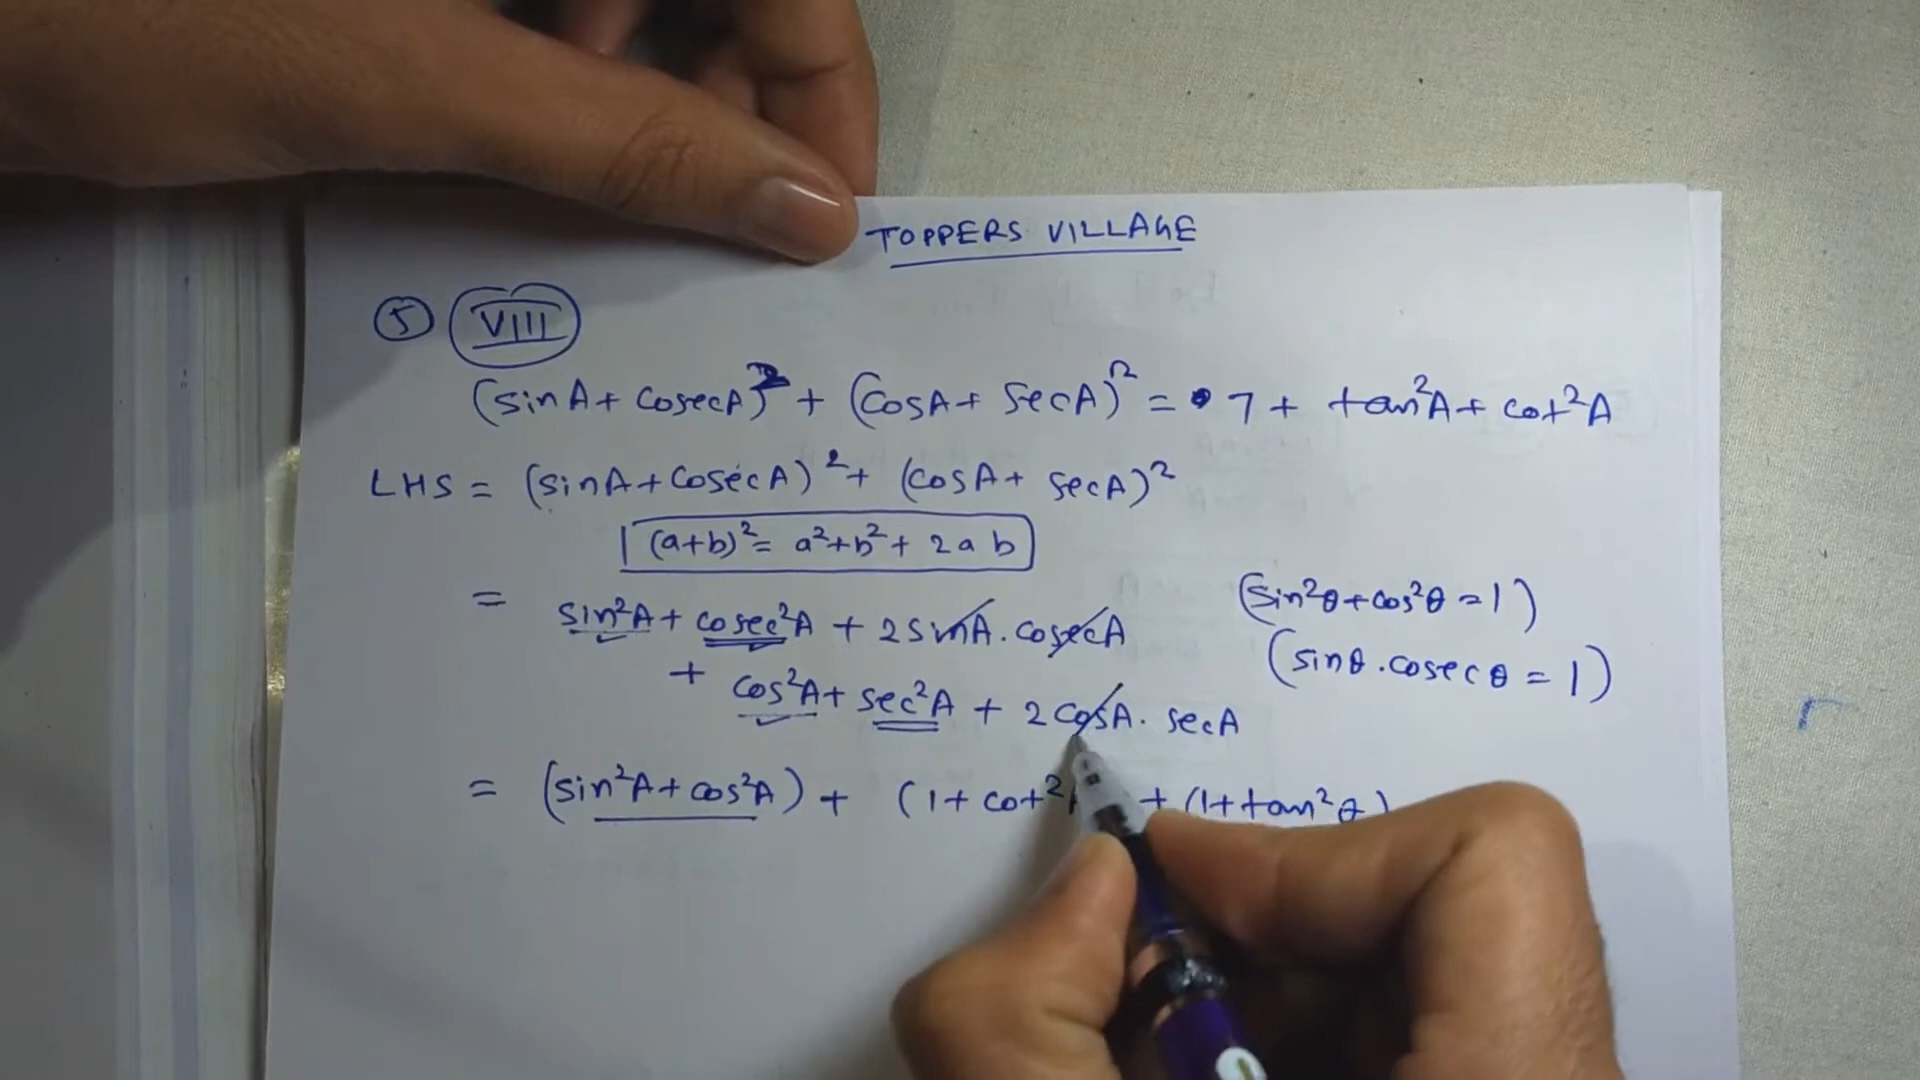 TOPPERS VILLAGE
5 VIII
(sinA + cosecA)² + (cosA + secA)² = 7 + tan²A + cot²A
LHS = (sinA + cosecA)² + (cosA + secA)²
(a+b)² = a² + b² + 2ab
= sin²A + cosec²A + 2sinA . cosecA
(sin²θ + cos²θ = 1)
+ cos²A + sec²A + 2cosA . secA
(sinθ . cosecθ = 1)
= (sin²A + cos²A) + (1 + cot² + (1 + tan²θ)